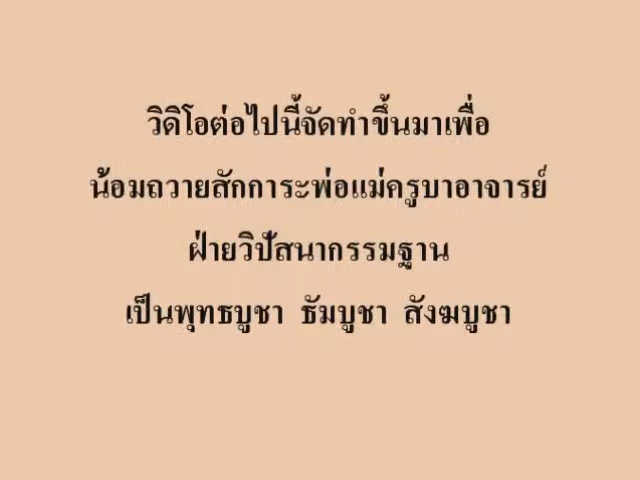 วิดิโอต่อไปนี้จัดทำขึ้นมาเพื่อ
น้อมถวายสักการะพ่อแม่ครูบาอาจารย์
ฝ่ายวิปัสนากรรมฐาน
เป็นพุทธบูชา ธัมบูชา สังฆบูชา